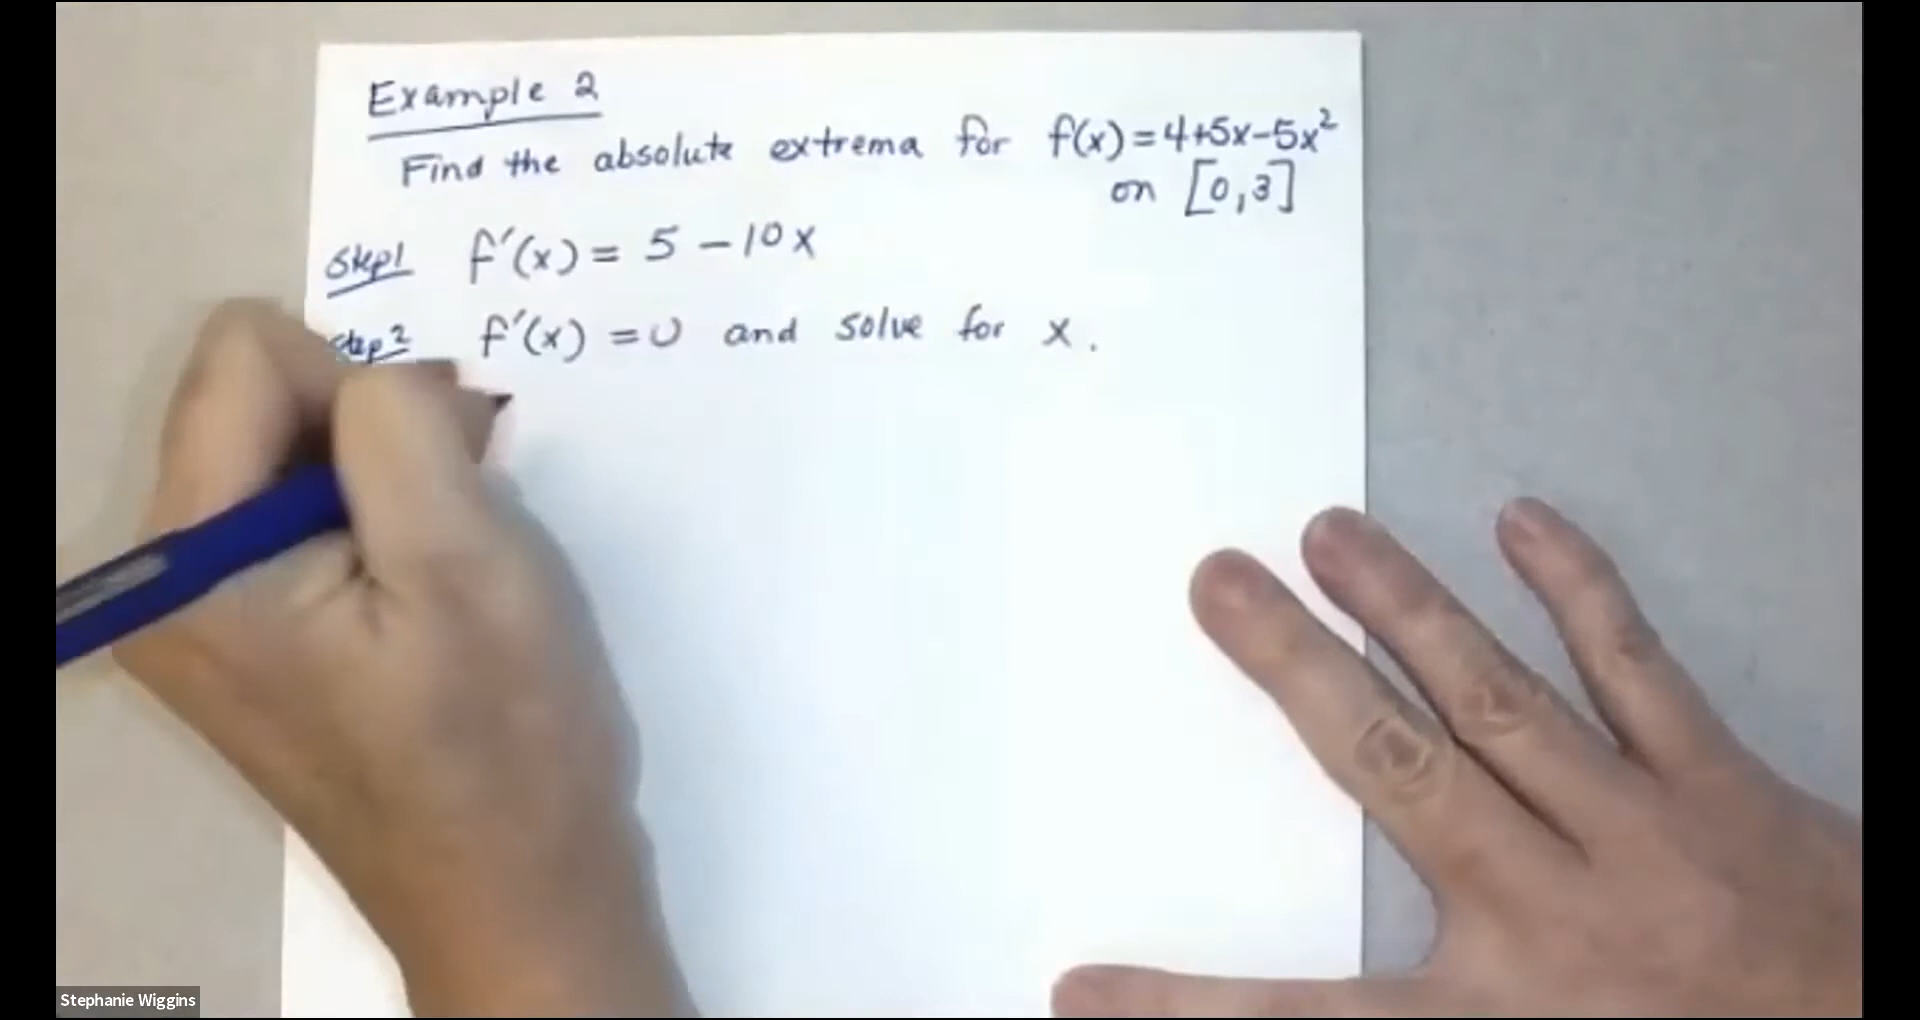 Example 2
Find the absolute extrema for f(x)=4+5x-5x²
on [0,3]
Step1 f'(x) = 5 - 10x
Step2 f'(x) = 0 and solve for x.
Stephanie Wiggins